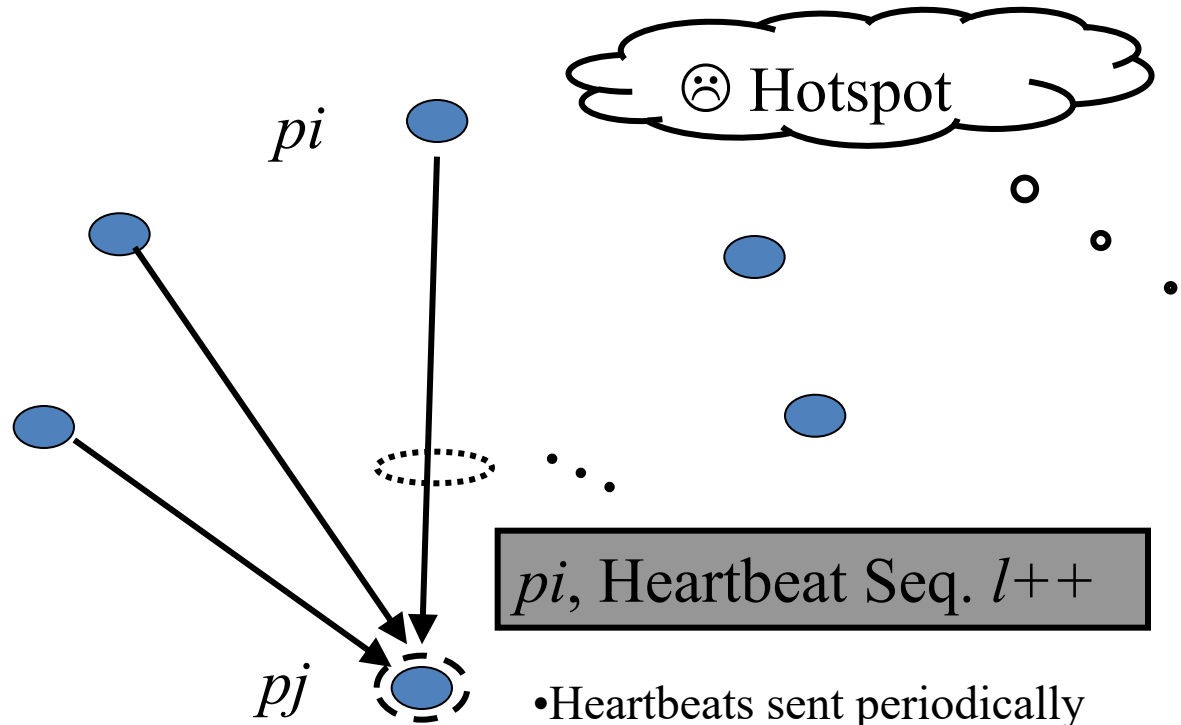 ☹ Hotspot
pi
pi, Heartbeat Seq. l++
pj
•Heartbeats sent periodically